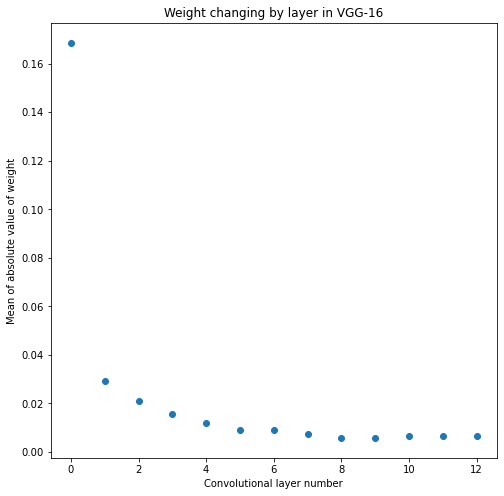 Weight changing by layer in VGG-16
Mean of absolute value of weight
0.16
0.14
0.12
0.10
0.08
0.06
0.04
0.02
0.00
0 2 4 6 8 10 12
Convolutional layer number